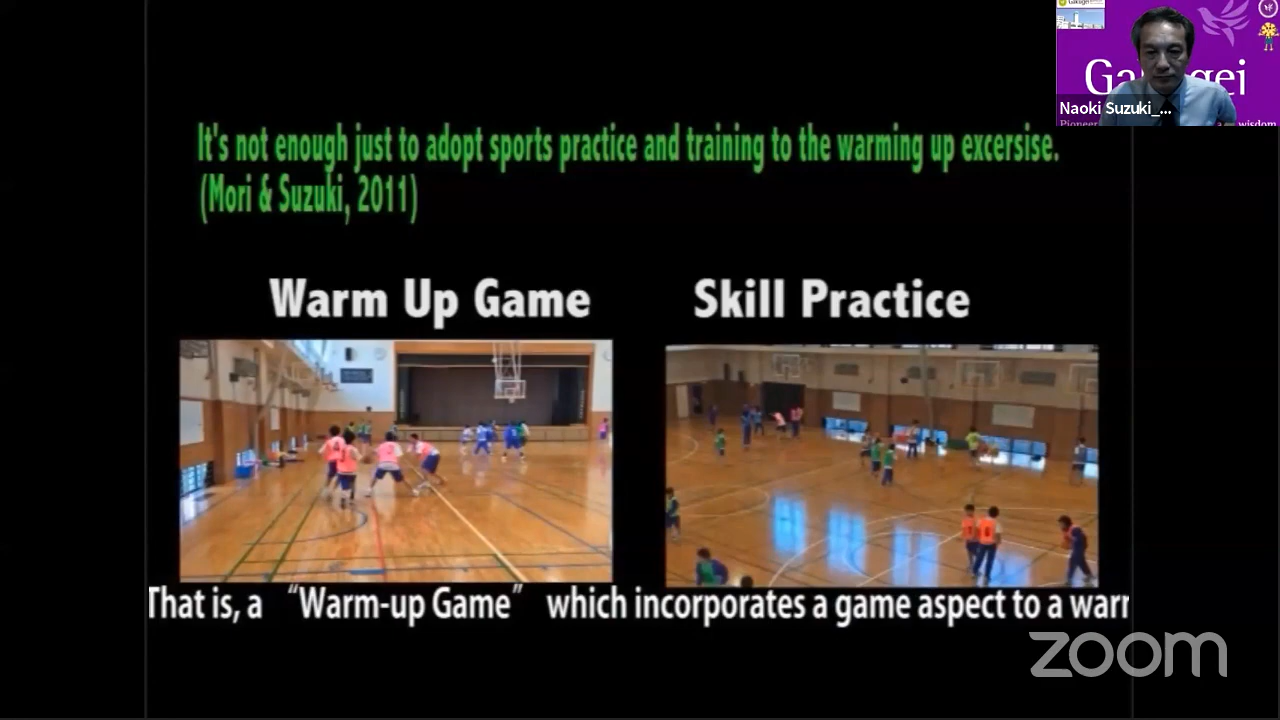 Gakugei
Naoki Suzuki_...
Pioneer
wisdom
It's not enough just to adopt sports practice and training to the warming up excersise.
(Mori & Suzuki, 2011)
Warm Up Game
Skill Practice
That is, a “Warm-up Game” which incorporates a game aspect to a warr
zoom